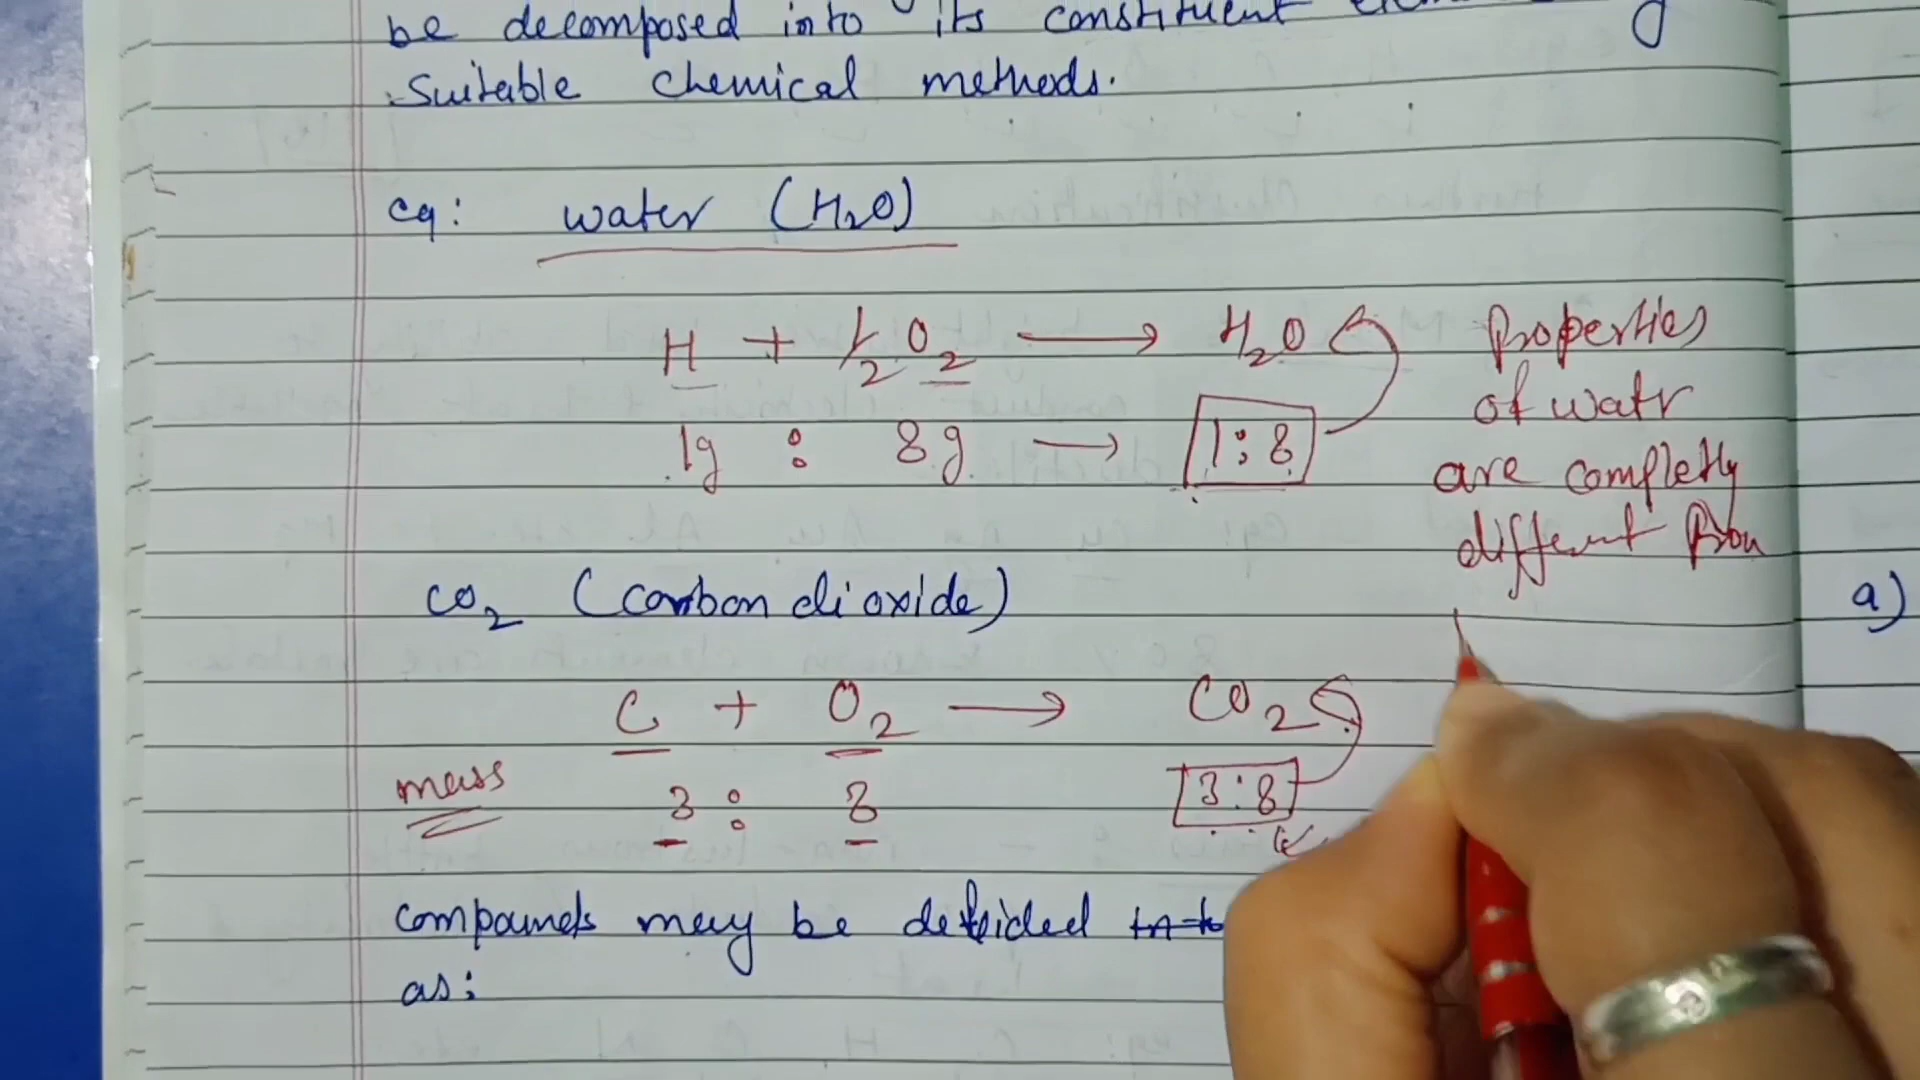 be decomposed into its constituent
suitable chemical methods.
eg: water (H2O)
H + 1/2 O2 → H2O
1g : 8g → 1:8
Properties
of watr
are completly
different from
CO2 (carbon dioxide)
a)
C + O2 → CO2
mass 3 : 8 3:8
compounds may be
as: